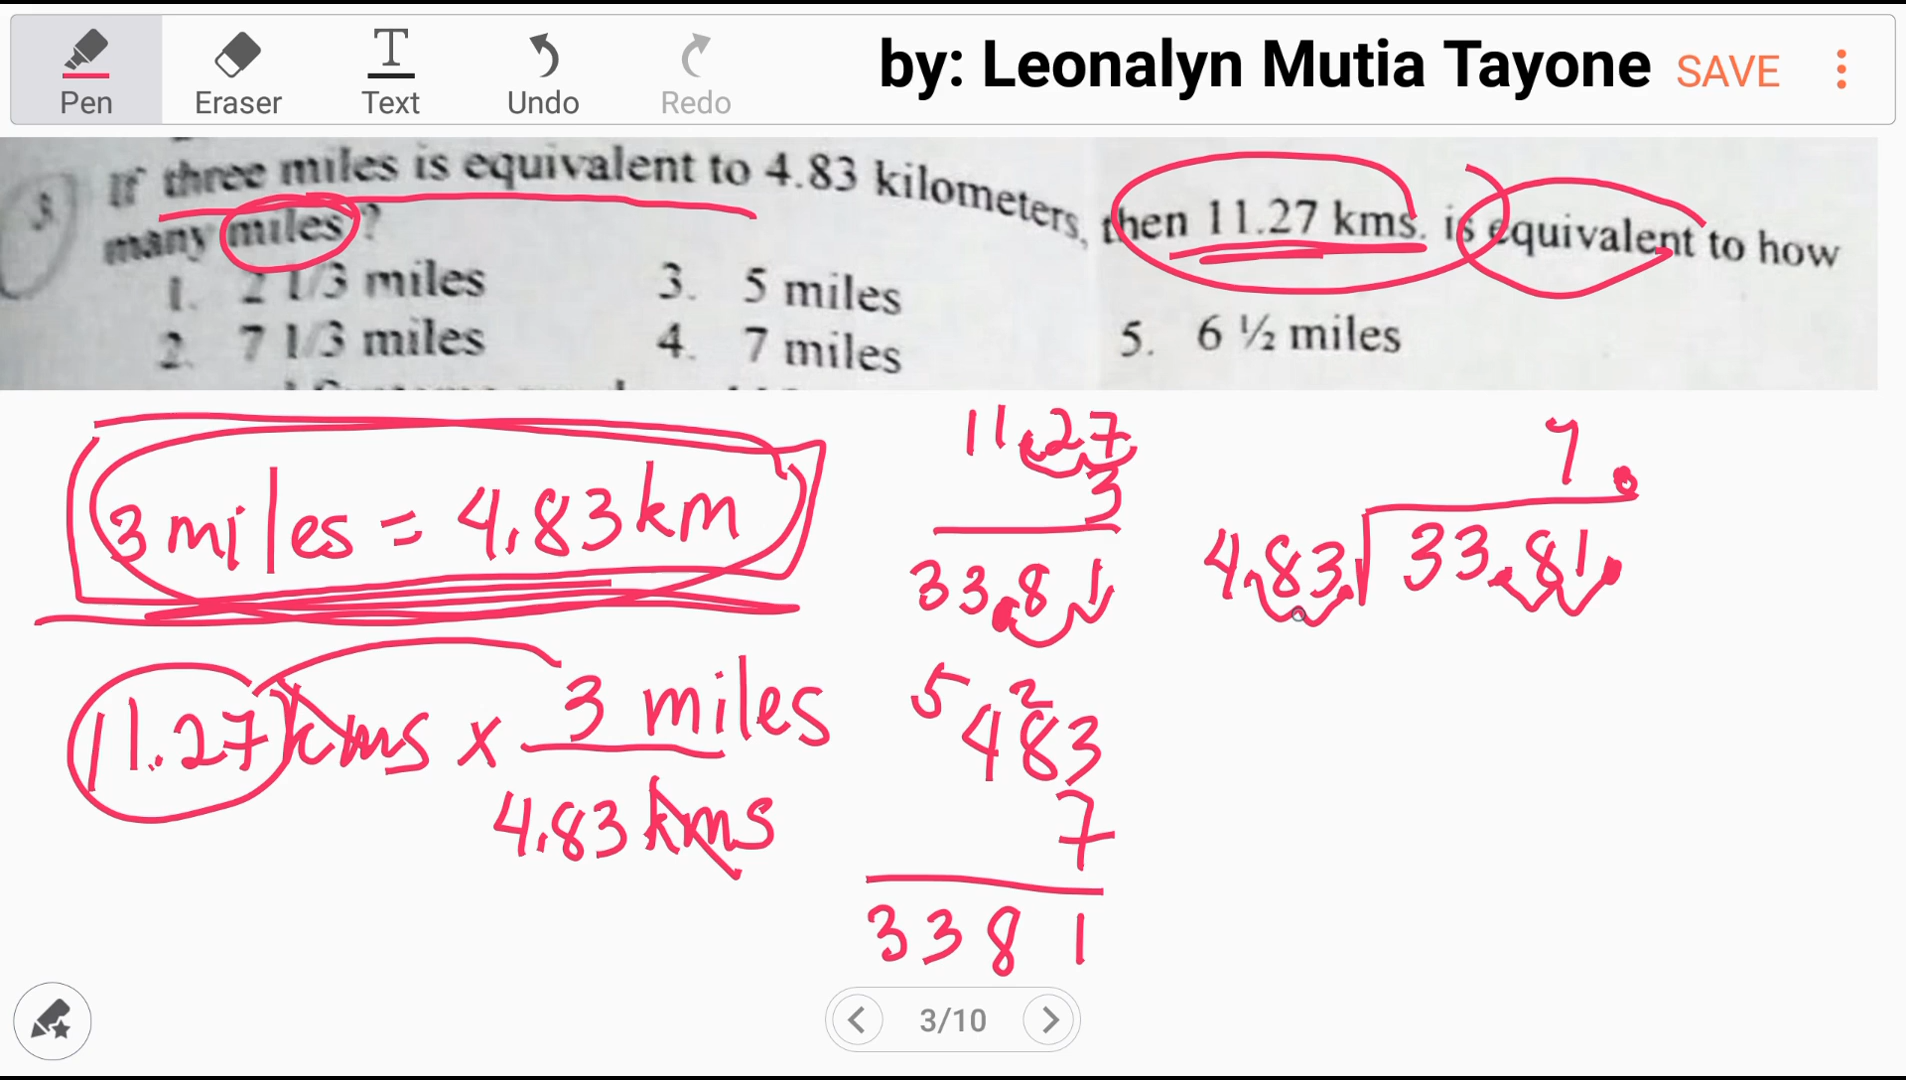 Pen
Eraser
Text
Undo
Redo
by: Leonalyn Mutia Tayone
SAVE
3. If three miles is equivalent to 4.83 kilometers, then 11.27 kms. is equivalent to how
many miles?
1. 2 1/3 miles
3. 5 miles
2. 7 1/3 miles
4. 7 miles
5. 6 ½ miles
3 miles = 4.83 km
11.27 kms x 3 miles
4.83 kms
11.27
3
33.81
5 2
483
7
3381
7.
4.83. 33.81.
3/10